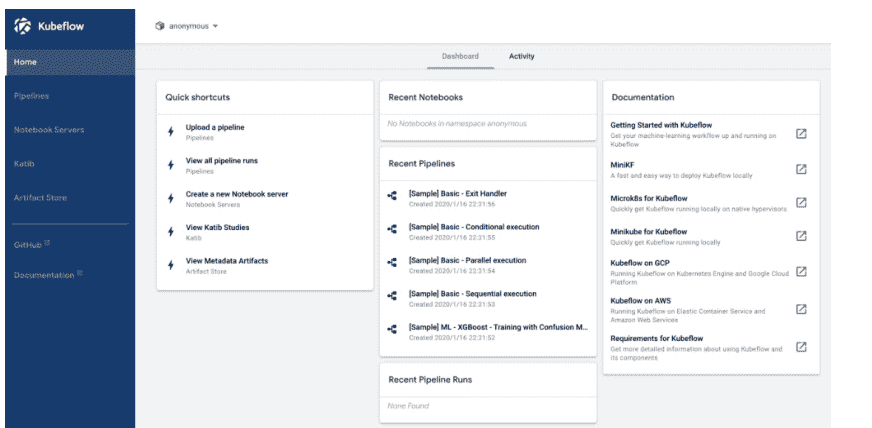 Kubeflow
anonymous
Home
Pipelines
Notebook Servers
Katib
Artifact Store
GitHub
Documentation
Dashboard
Activity
Quick shortcuts
Upload a pipeline
Pipelines
View all pipeline runs
Pipelines
Create a new Notebook server
Notebook Servers
View Katib Studies
Katib
View Metadata Artifacts
Artifact Store
Recent Notebooks
No Notebooks in namespace anonymous
Recent Pipelines
[Sample] Basic - Exit Handler
Created 2020/1/16 22:31:56
[Sample] Basic - Conditional execution
Created 2020/1/16 22:31:55
[Sample] Basic - Parallel execution
Created 2020/1/16 22:31:54
[Sample] Basic - Sequential execution
Created 2020/1/16 22:31:53
[Sample] ML - XGBoost - Training with Confusion M...
Created 2020/1/16 22:31:52
Recent Pipeline Runs
None Found
Documentation
Getting Started with Kubeflow
Get your machine-learning workflow up and running on
Kubeflow
MiniKF
A fast and easy way to deploy Kubeflow locally
Microk8s for Kubeflow
Quickly get Kubeflow running locally on native hypervisors
Minikube for Kubeflow
Quickly get Kubeflow running locally
Kubeflow on GCP
Running Kubeflow on Kubernetes Engine and Google Cloud
Platform
Kubeflow on AWS
Running Kubeflow on Elastic Container Service and
Amazon Web Services
Requirements for Kubeflow
Get more detailed information about using Kubeflow and
its components